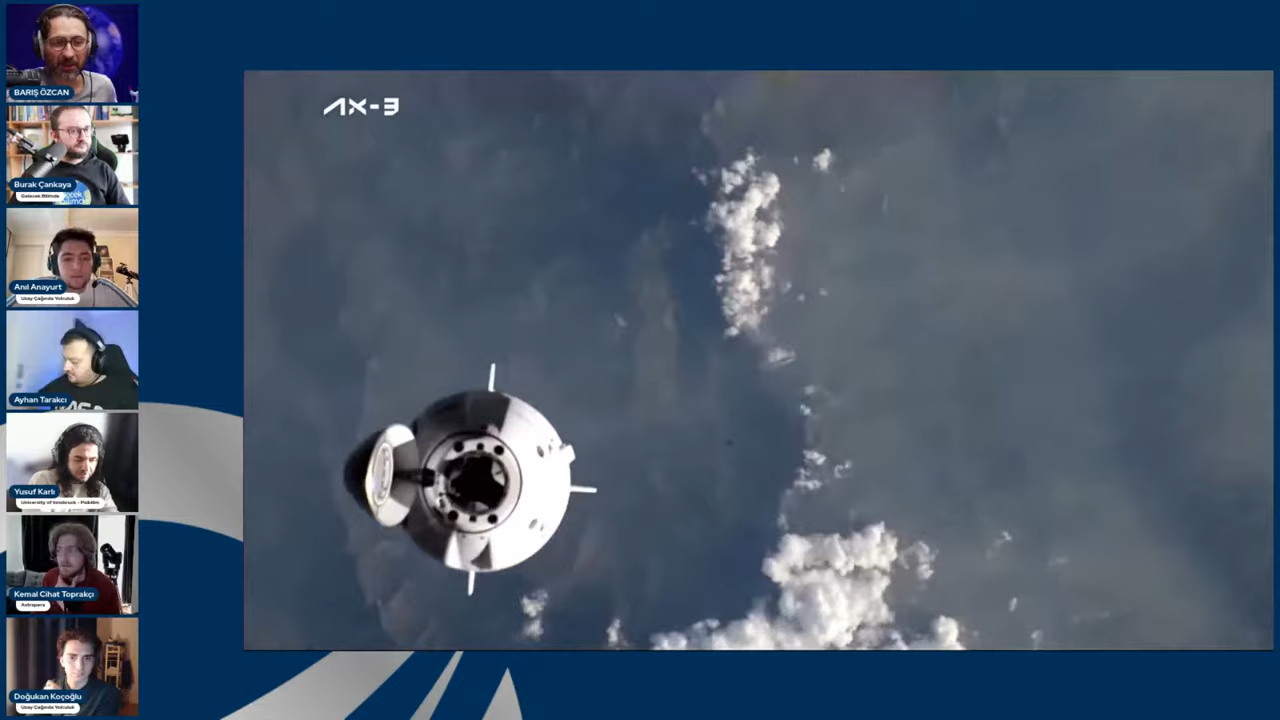 BARIŞ ÖZCAN
Burak Çankaya
Gelecek Bilimde
Anıl Anayurt
Uzay Çağında Yolculuk
Ayhan Tarakcı
Yusuf Karlı
University of Innsbruck - Fizikitim
Kemal Cihat Toprakçı
Astrapera
Doğukan Koçoğlu
Uzay Çağında Yolculuk
AX-3